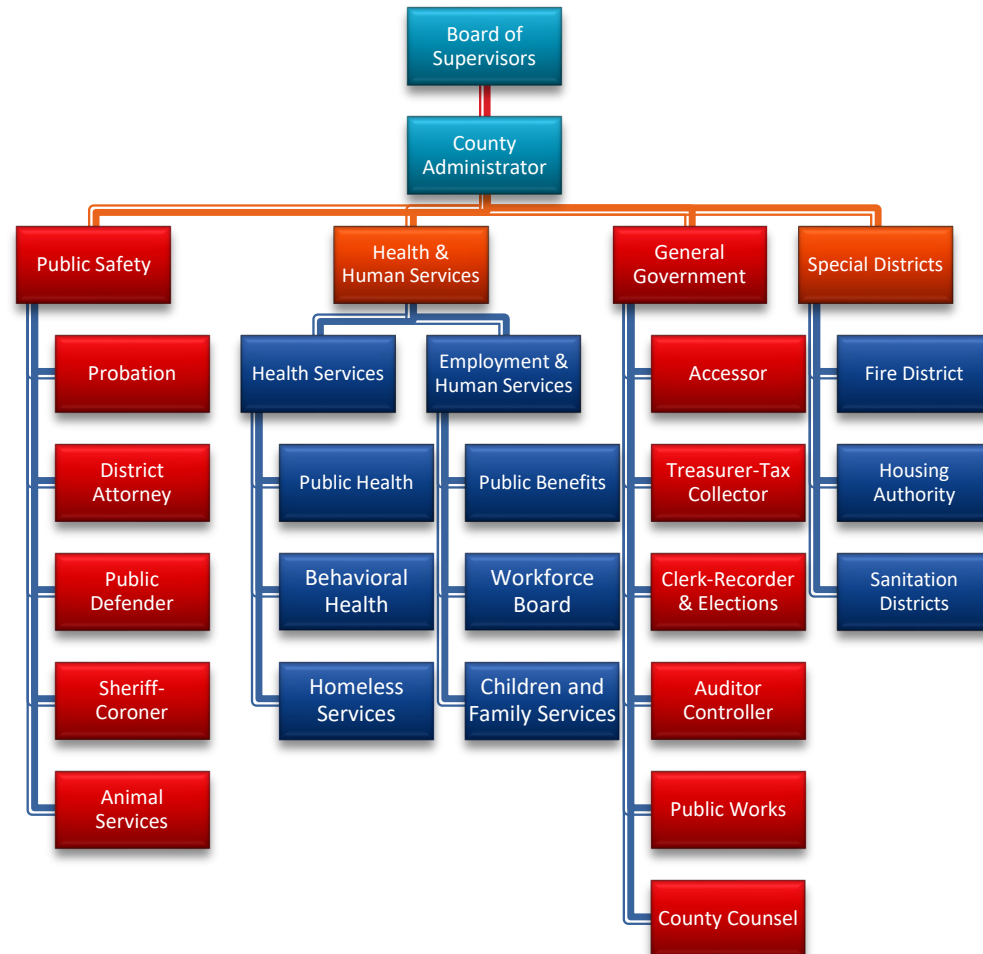 Board of
Supervisors
County
Administrator
Public Safety
Health &
Human Services
General
Government
Special Districts
Probation
District
Attorney
Public
Defender
Sheriff-
Coroner
Animal
Services
Health Services
Public Health
Behavioral
Health
Homeless
Services
Employment &
Human Services
Public Benefits
Workforce
Board
Children and
Family Services
Accessor
Treasurer-Tax
Collector
Clerk-Recorder
& Elections
Auditor
Controller
Public Works
County Counsel
Fire District
Housing
Authority
Sanitation
Districts